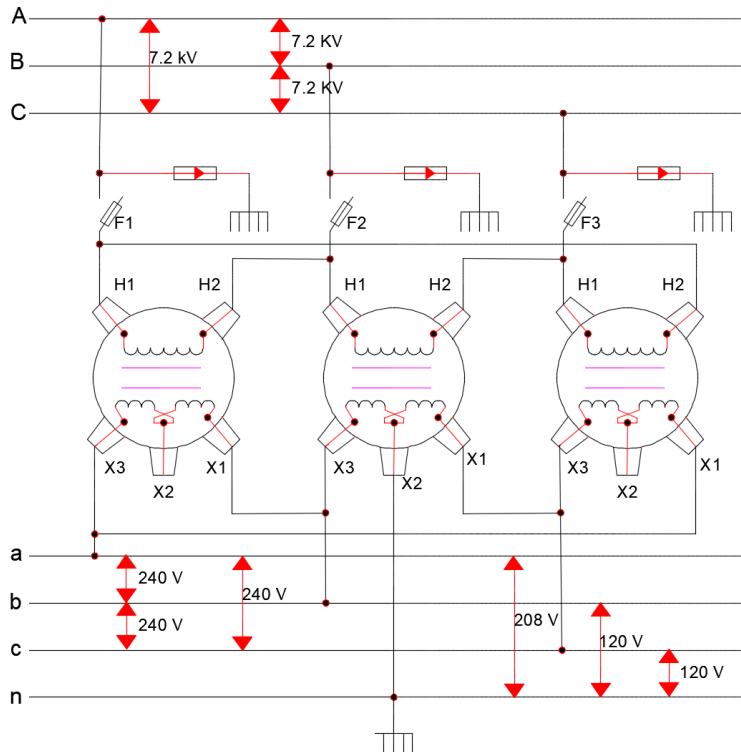 A
7.2 KV
7.2 kV
B
7.2 KV
C
F1
F2
F3
H1
H2
H1
H2
H1
H2
X3
X1
X2
X3
X1
X2
X3
X1
X2
a
240 V
240 V
208 V
b
240 V
120 V
c
120 V
n